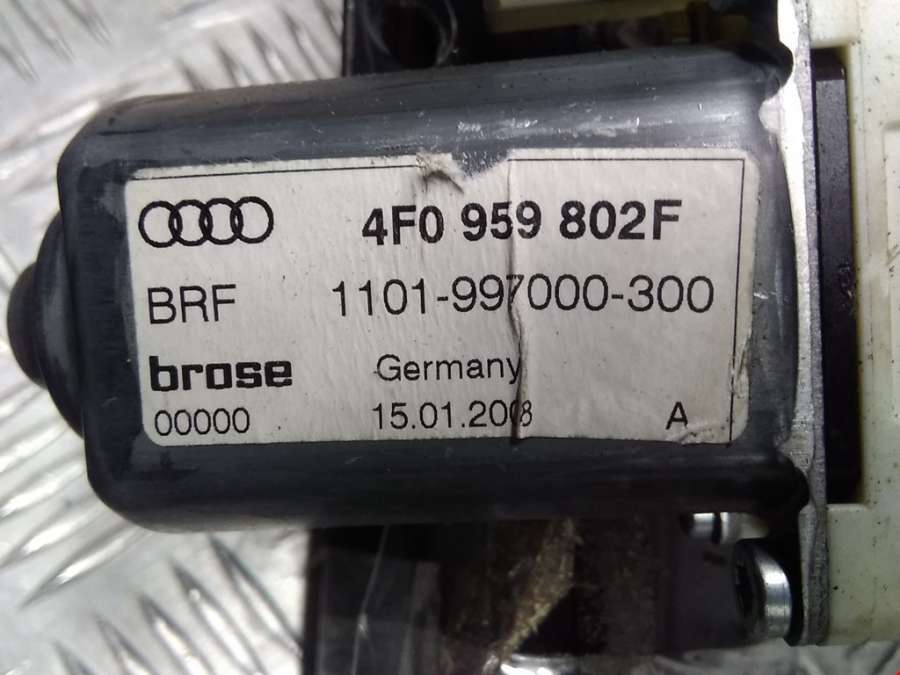 4F0 959 802F
BRF 1101-997000-300
brose Germany
00000 15.01.2008 A